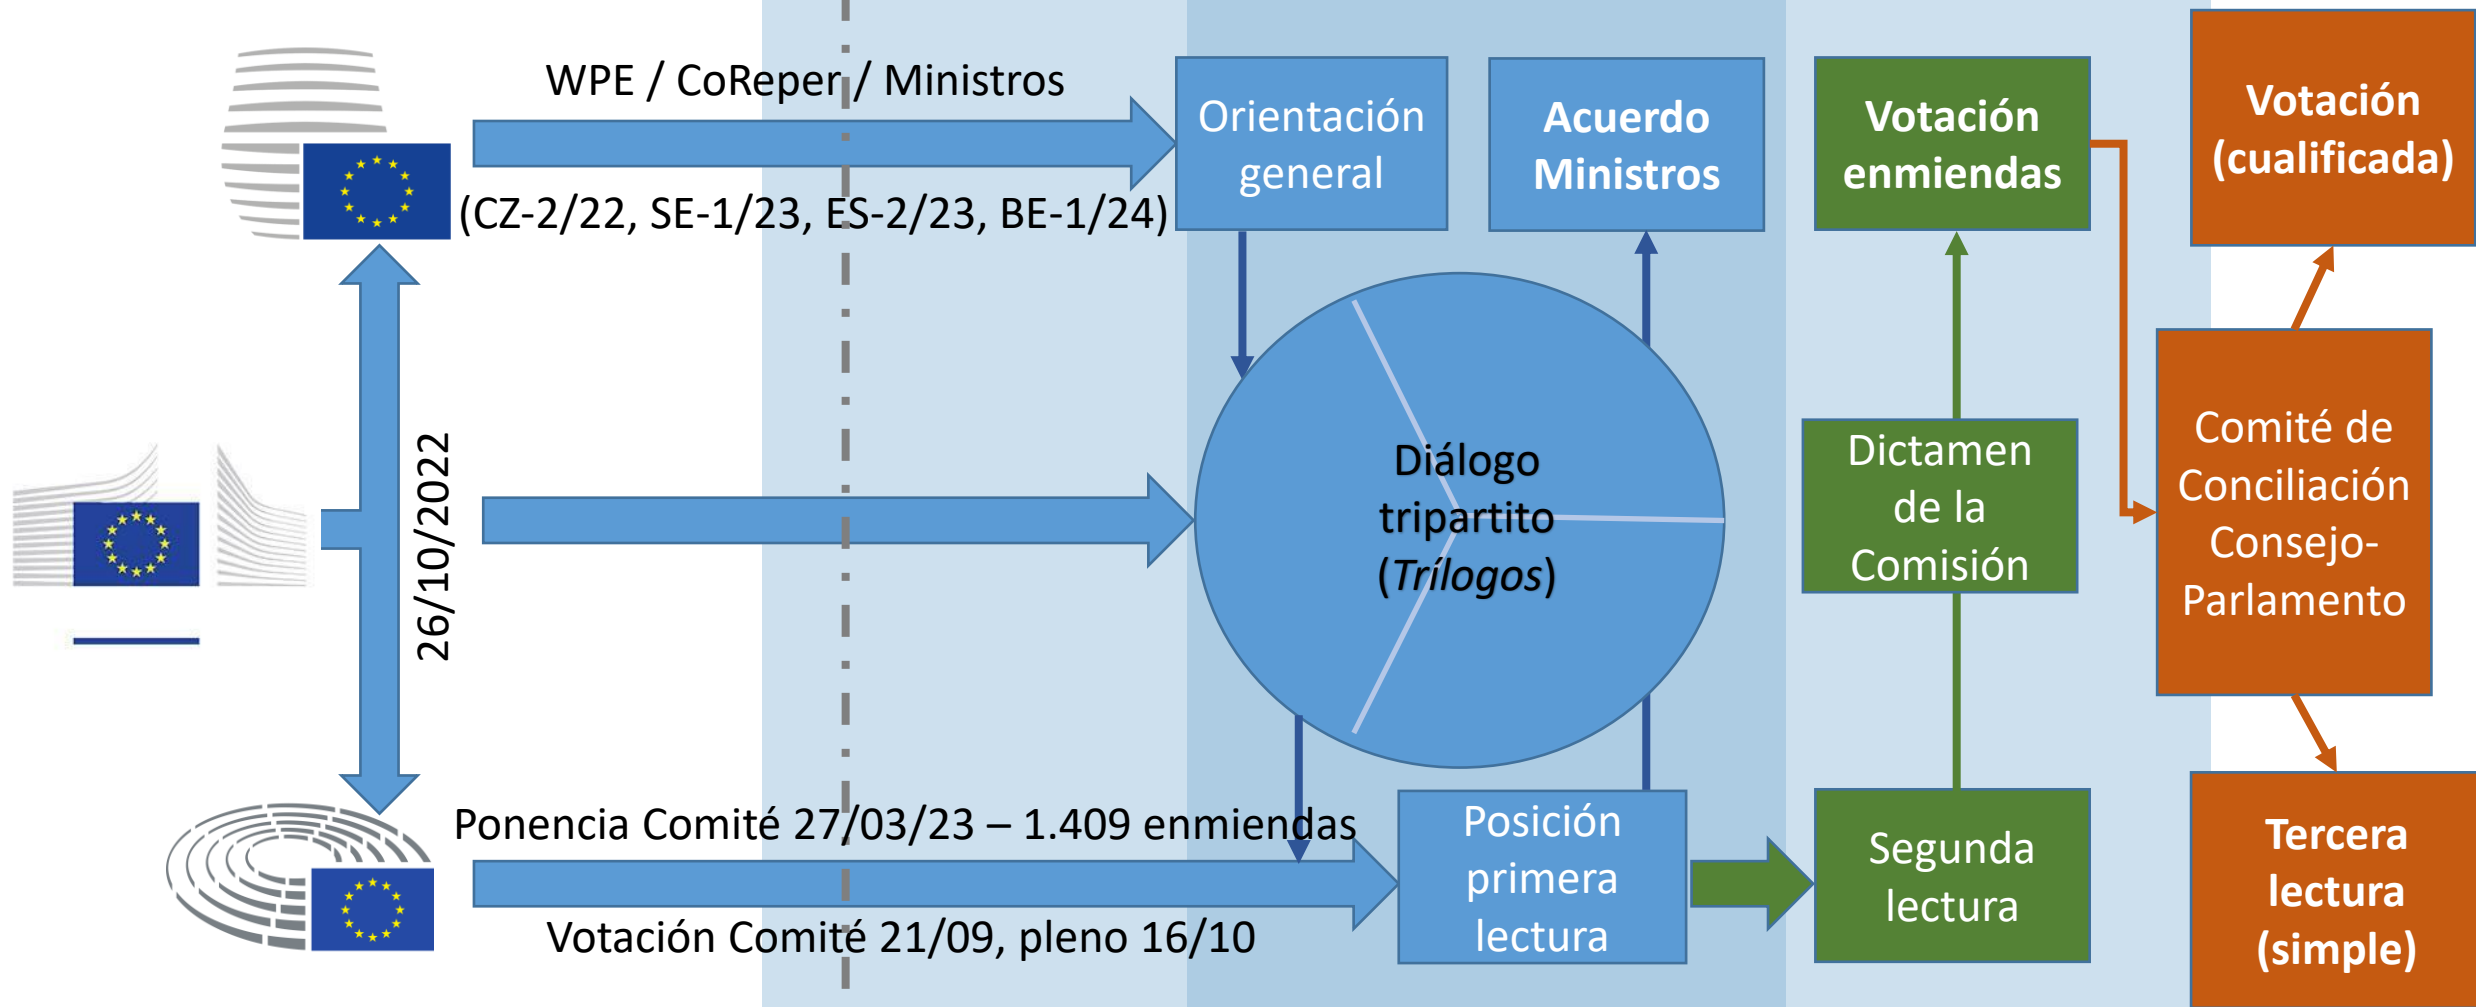 WPE / CoReper / Ministros
(CZ-2/22, SE-1/23, ES-2/23, BE-1/24)
Orientación
general
Acuerdo
Ministros
Votación
enmiendas
Votación
(cualificada)
26/10/2022
Diálogo
tripartito
(Trílogos)
Dictamen
de la
Comisión
Comité de
Conciliación
Consejo-
Parlamento
Ponencia Comité 27/03/23 – 1.409 enmiendas
Votación Comité 21/09, pleno 16/10
Posición
primera
lectura
Segunda
lectura
Tercera
lectura
(simple)